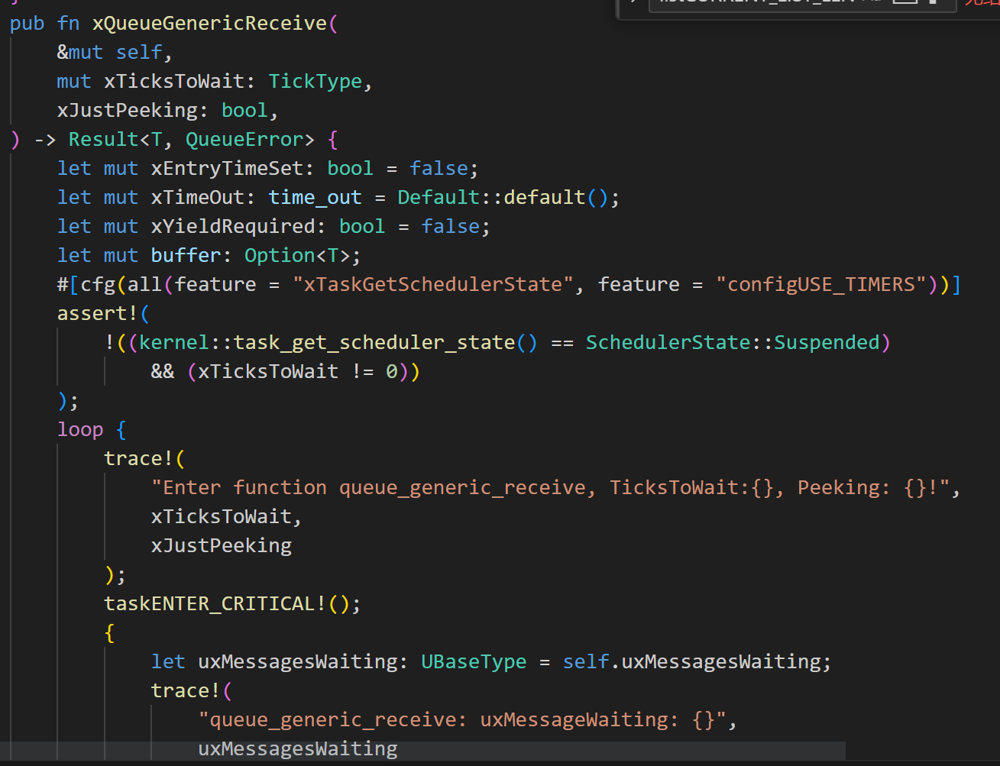 }
pub fn xQueueGenericReceive(
    &mut self,
    mut xTicksToWait: TickType,
    xJustPeeking: bool,
) -> Result<T, QueueError> {
    let mut xEntryTimeSet: bool = false;
    let mut xTimeOut: time_out = Default::default();
    let mut xYieldRequired: bool = false;
    let mut buffer: Option<T>;
    #[cfg(all(feature = "xTaskGetSchedulerState", feature = "configUSE_TIMERS"))]
    assert!(
        !((kernel::task_get_scheduler_state() == SchedulerState::Suspended)
            && (xTicksToWait != 0))
    );
    loop {
        trace!(
            "Enter function queue_generic_receive, TicksToWait:{}, Peeking: {}!",
            xTicksToWait,
            xJustPeeking
        );
        taskENTER_CRITICAL!();
        {
            let uxMessagesWaiting: UBaseType = self.uxMessagesWaiting;
            trace!(
                "queue_generic_receive: uxMessageWaiting: {}",
                uxMessagesWaiting